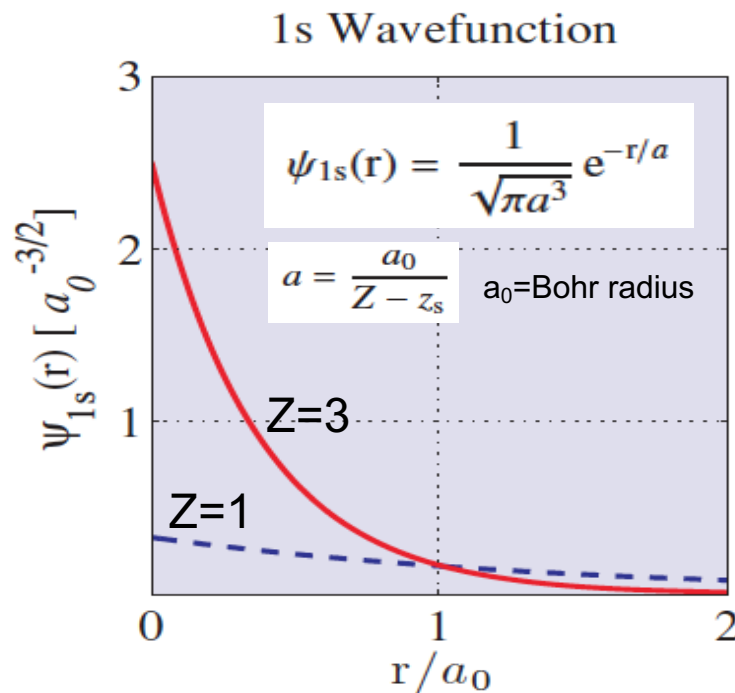 1s Wavefunction
3
ψ₁ₛ(r) = 1/√(πa³) e^(−r/a)
2
a = a₀/(Z − zₛ)
a₀=Bohr radius
ψ₁ₛ(r) [a₀^(-3/2)]
1
Z=3
Z=1
0 1 2
r/a₀